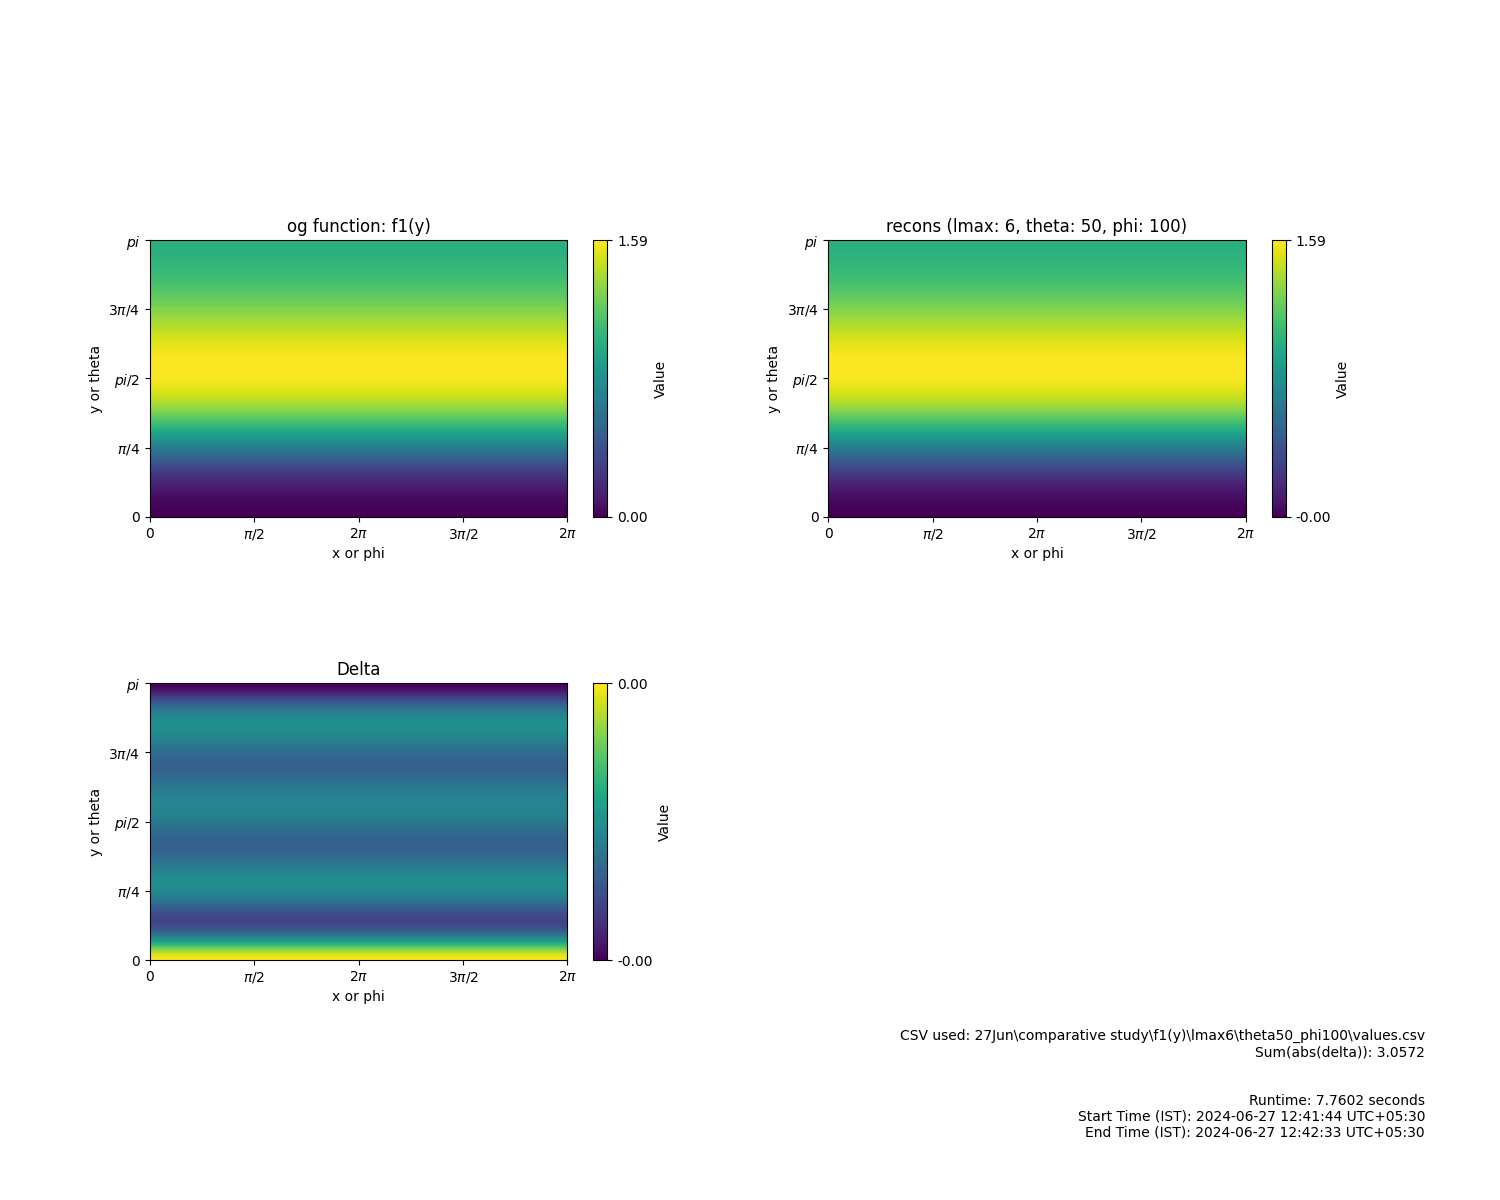 og function: f1(y)
pi
3π/4
pi/2
π/4
0
y or theta
0
π/2
2π
3π/2
2π
x or phi
1.59
0.00
Value
recons (lmax: 6, theta: 50, phi: 100)
pi
3π/4
pi/2
π/4
0
y or theta
0
π/2
2π
3π/2
2π
x or phi
1.59
-0.00
Value
Delta
pi
3π/4
pi/2
π/4
0
y or theta
0
π/2
2π
3π/2
2π
x or phi
0.00
-0.00
Value
CSV used: 27Jun\comparative study\f1(y)\lmax6\theta50_phi100\values.csv
Sum(abs(delta)): 3.0572
Runtime: 7.7602 seconds
Start Time (IST): 2024-06-27 12:41:44 UTC+05:30
End Time (IST): 2024-06-27 12:42:33 UTC+05:30